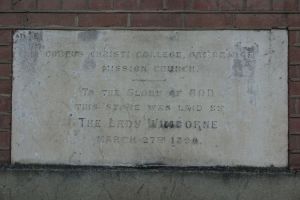 CORPUS CHRISTI COLLEGE, CAMBRIDGE
MISSION CHURCH.
TO THE GLORY OF GOD
THIS STONE WAS LAID BY
THE LADY WIMBORNE
MARCH 27TH